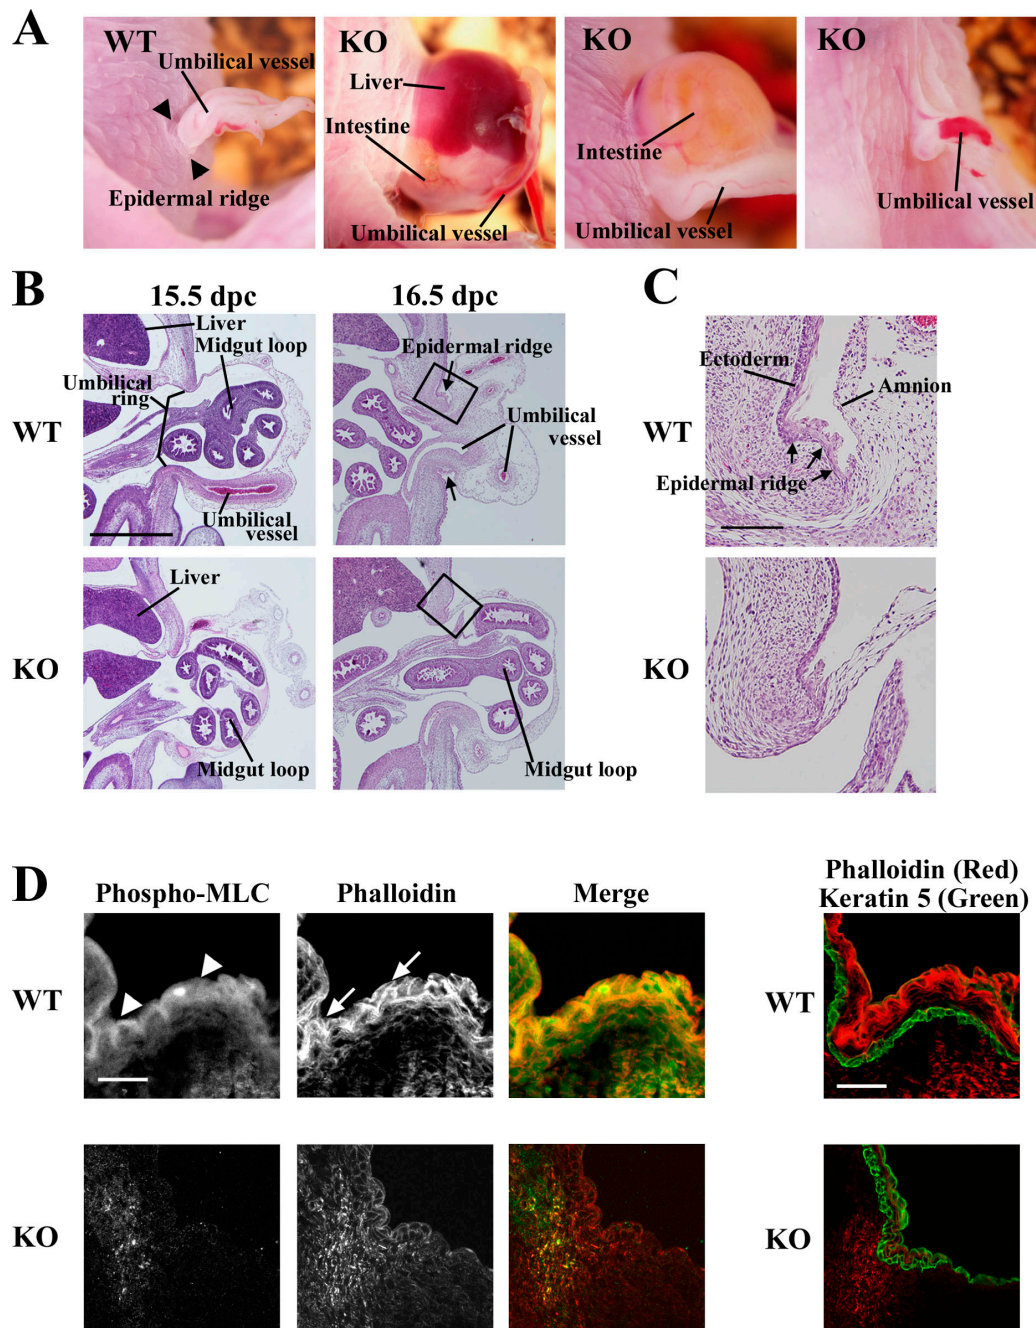 A
WT
Umbilical vessel
Epidermal ridge
KO
Liver
Intestine
Umbilical vessel
KO
Intestine
Umbilical vessel
KO
Umbilical vessel
B
15.5 dpc
16.5 dpc
WT
Liver
Midgut loop
Umbilical
ring
Umbilical
vessel
Epidermal ridge
Umbilical
vessel
KO
Liver
Midgut loop
Midgut loop
C
WT
Ectoderm
Amnion
Epidermal ridge
KO
D
Phospho-MLC
Phalloidin
Merge
Phalloidin (Red)
Keratin 5 (Green)
WT
WT
KO
KO